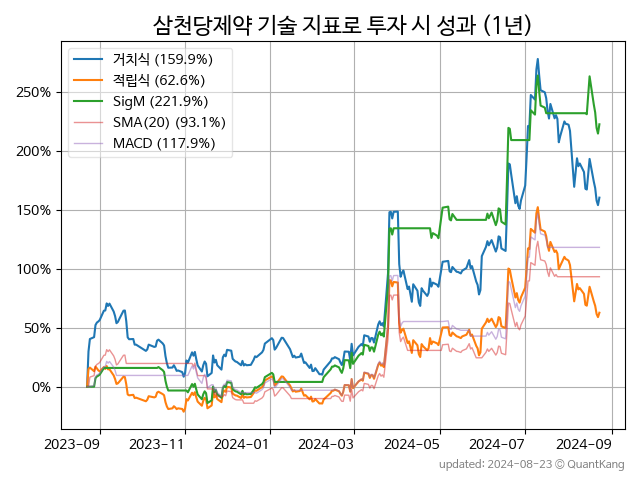 삼천당제약 기술 지표로 투자 시 성과 (1년)
거치식 (159.9%)
적립식 (62.6%)
SigM (221.9%)
SMA(20) (93.1%)
MACD (117.9%)
250%
200%
150%
100%
50%
0%
2023-09 2023-11 2024-01 2024-03 2024-05 2024-07 2024-09
updated: 2024-08-23 © QuantKang